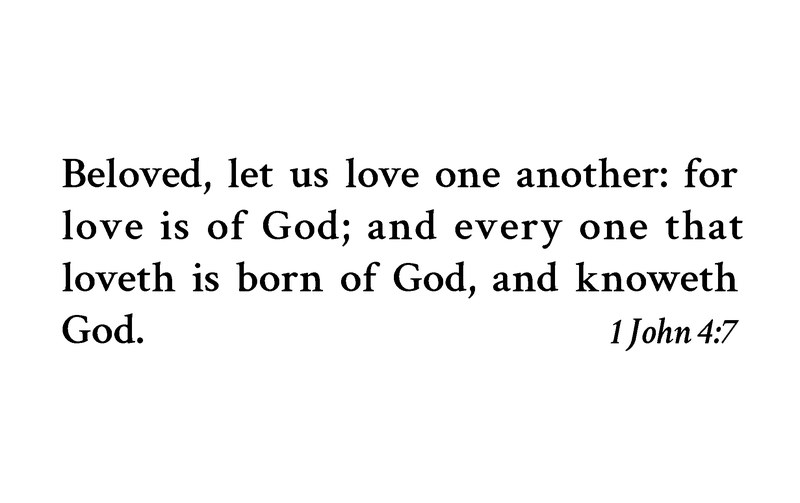 Beloved, let us love one another: for
love is of God; and every one that
loveth is born of God, and knoweth
God. 1 John 4:7